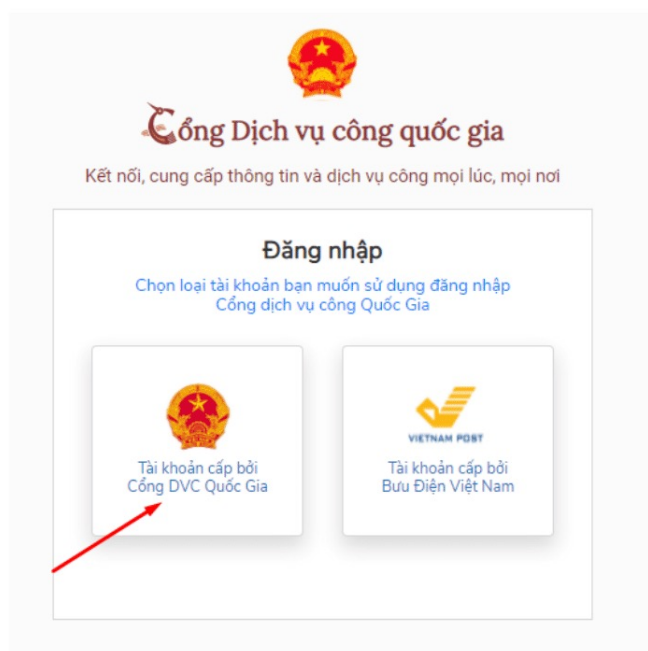 Cổng Dịch vụ công quốc gia
Kết nối, cung cấp thông tin và dịch vụ công mọi lúc, mọi nơi
Đăng nhập
Chọn loại tài khoản bạn muốn sử dụng đăng nhập
Cổng dịch vụ công Quốc Gia
Tài khoản cấp bởi
Cổng DVC Quốc Gia
VIETNAM POST
Tài khoản cấp bởi
Bưu Điện Việt Nam